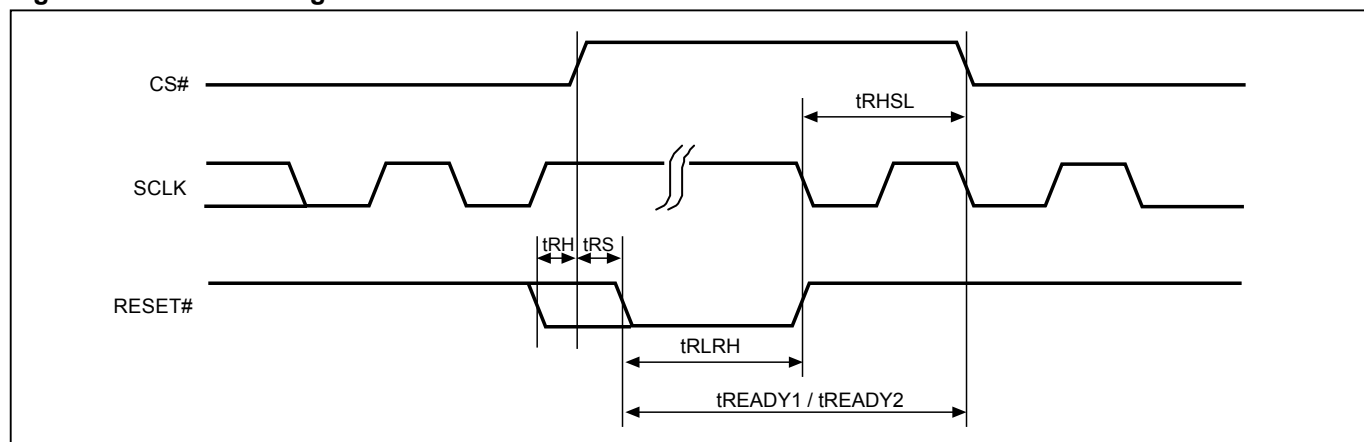 CS#
tRHSL
SCLK
tRH tRS
RESET#
tRLRH
tREADY1 / tREADY2